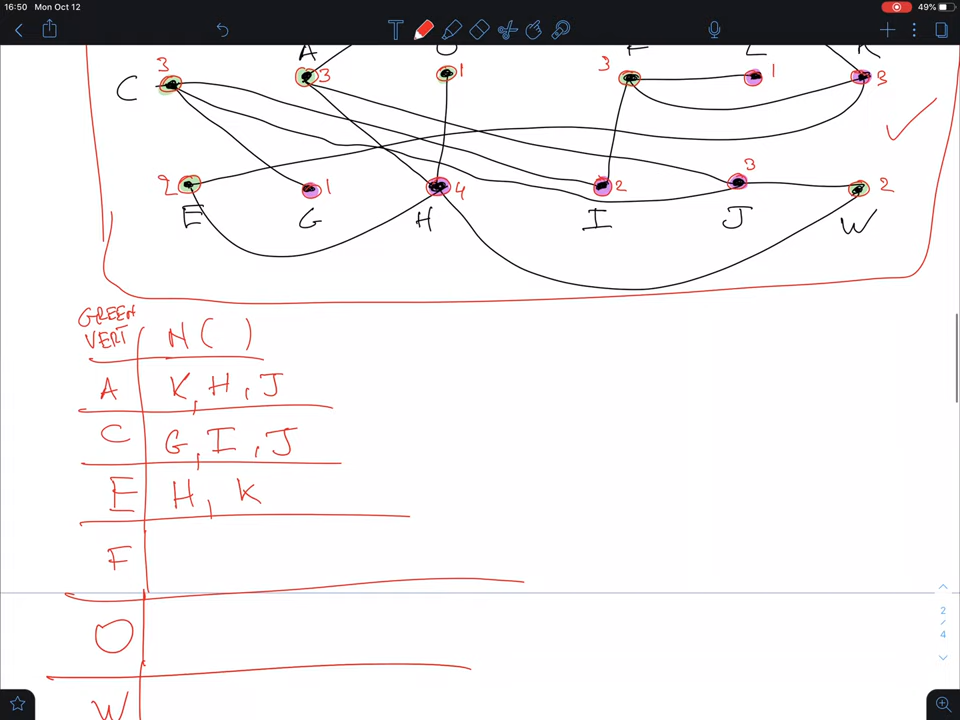 16:50 Mon Oct 12
49%
T
A O F L K
3
C 3 1 3 1 3
2 1 4 2 3 2
E G H I J W
GREEN
VERT N ( )
A K, H, J
C G, I, J
E H, K
F
O
W
2
/
4